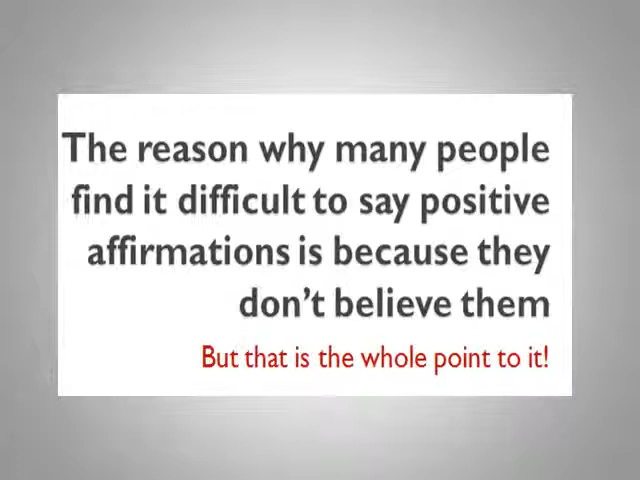 The reason why many people
find it difficult to say positive
affirmations is because they
don't believe them
But that is the whole point to it!